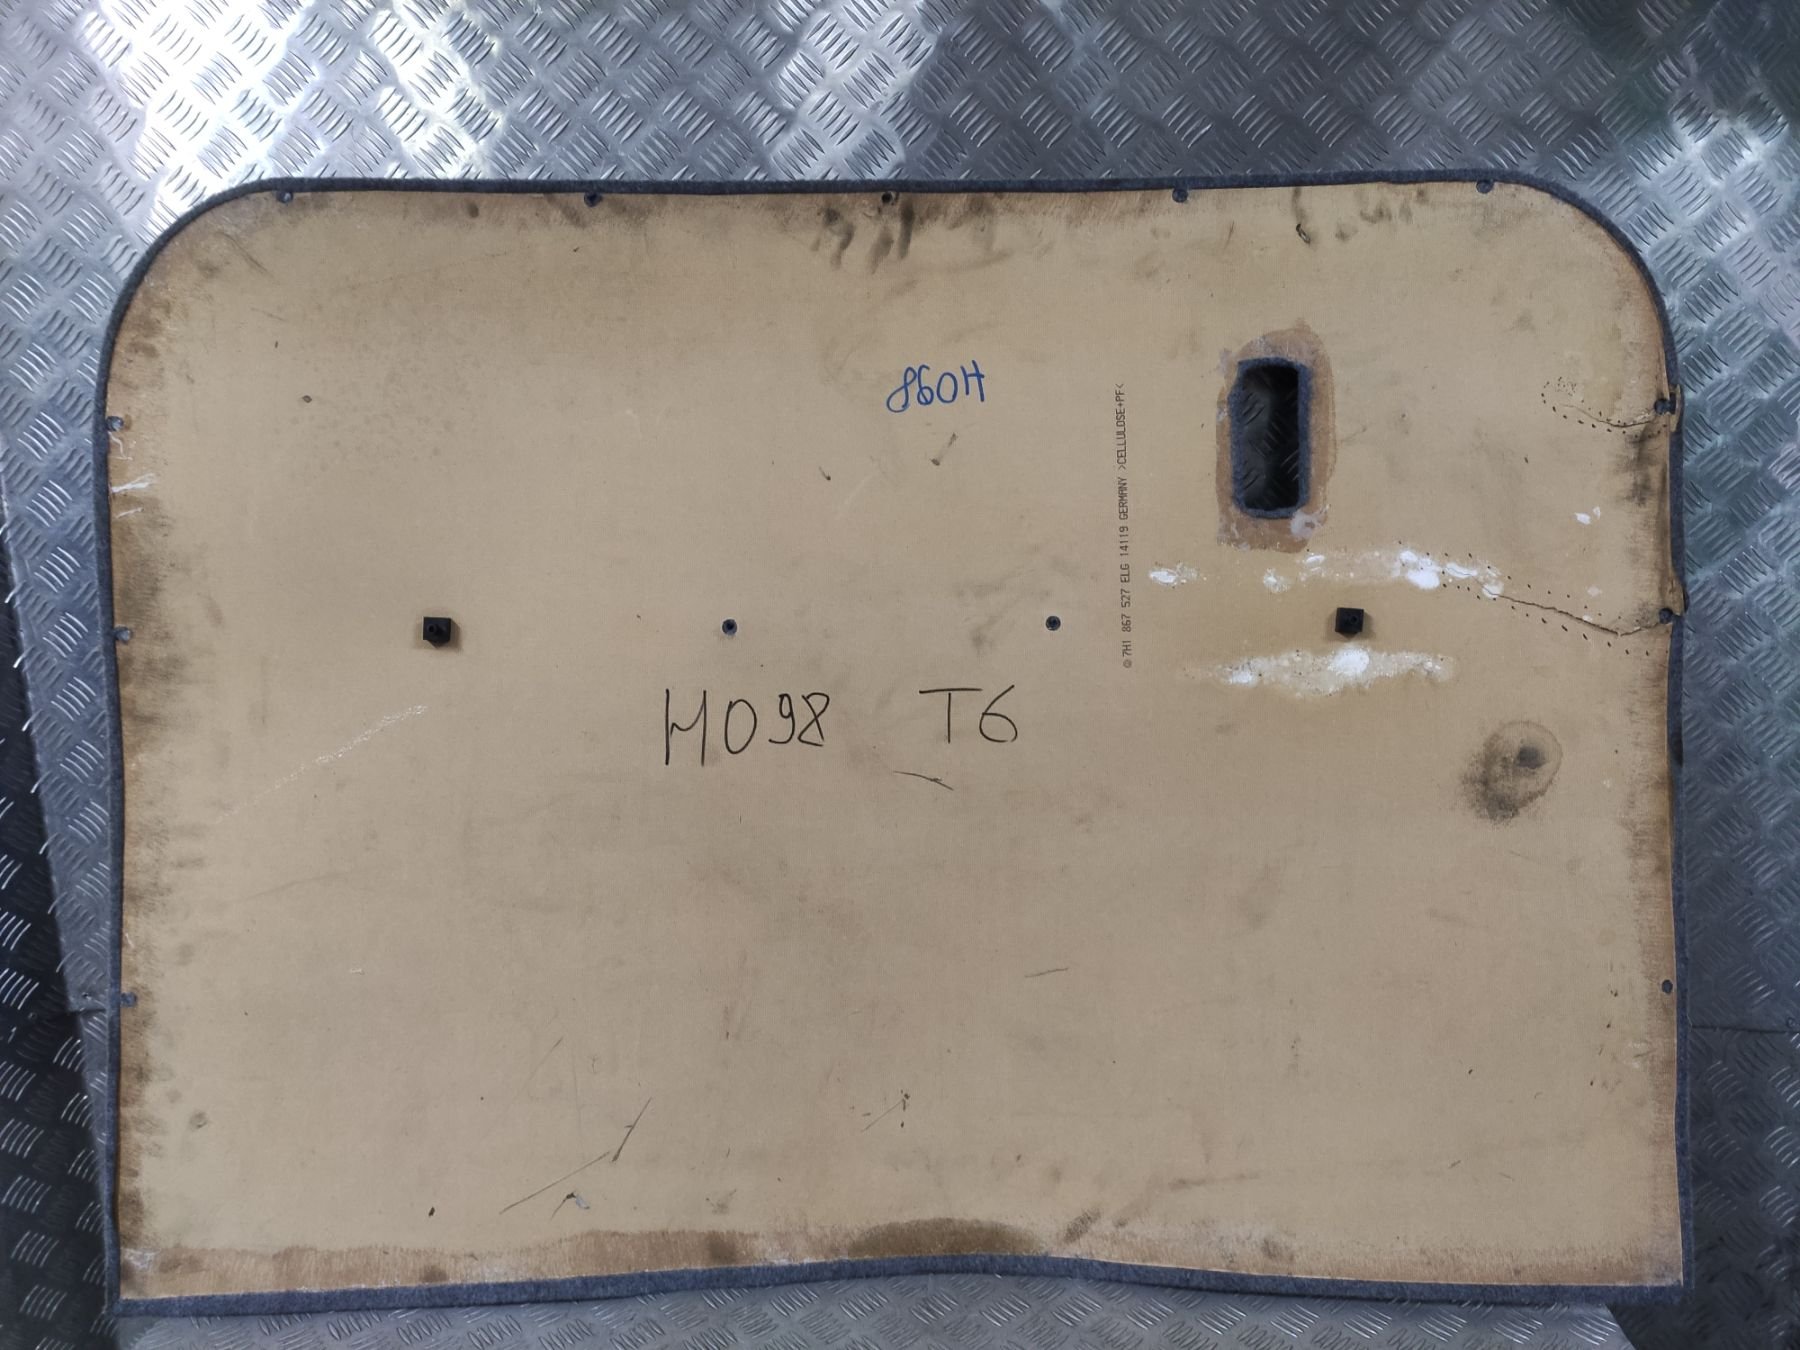 H098
© 7H1 867 527 ELG 14119 GERMANY >CELLULOSE+PF<
H098 T6